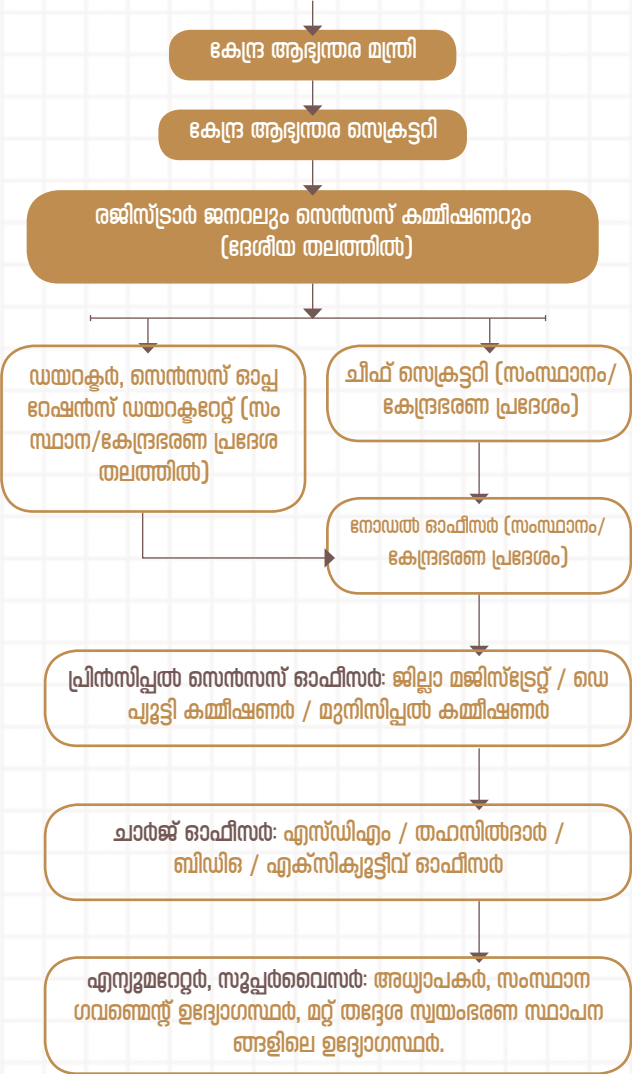 കേന്ദ്ര ആഭ്യന്തര മന്ത്രി
കേന്ദ്ര ആഭ്യന്തര സെക്രട്ടറി
രജിസ്ട്രാർ ജനറലും സെൻസസ് കമ്മീഷണറും
(ദേശീയ തലത്തിൽ)
ഡയറക്ടർ, സെൻസസ് ഓപ്പ
റേഷൻസ് ഡയറക്ടറേറ്റ് (സം
സ്ഥാന/കേന്ദ്രഭരണ പ്രദേശ
തലത്തിൽ)
ചീഫ് സെക്രട്ടറി (സംസ്ഥാനം/
കേന്ദ്രഭരണ പ്രദേശം)
നോഡൽ ഓഫീസർ (സംസ്ഥാനം/
കേന്ദ്രഭരണ പ്രദേശം)
പ്രിൻസിപ്പൽ സെൻസസ് ഓഫീസർ: ജില്ലാ മജിസ്ട്രേറ്റ് / ഡെ
പ്യൂട്ടി കമ്മീഷണർ / മുനിസിപ്പൽ കമ്മീഷണർ
ചാർജ് ഓഫീസർ: എസ്ഡിഎം / തഹസിൽദാർ /
ബിഡിഒ / എക്സിക്യൂട്ടീവ് ഓഫീസർ
എന്യൂമറേറ്റർ, സൂപ്പർവൈസർ: അധ്യാപകർ, സംസ്ഥാന
ഗവണ്മെന്റ് ഉദ്യോഗസ്ഥർ, മറ്റ് തദ്ദേശ സ്വയംഭരണ സ്ഥാപന
ങ്ങളിലെ ഉദ്യോഗസ്ഥർ.